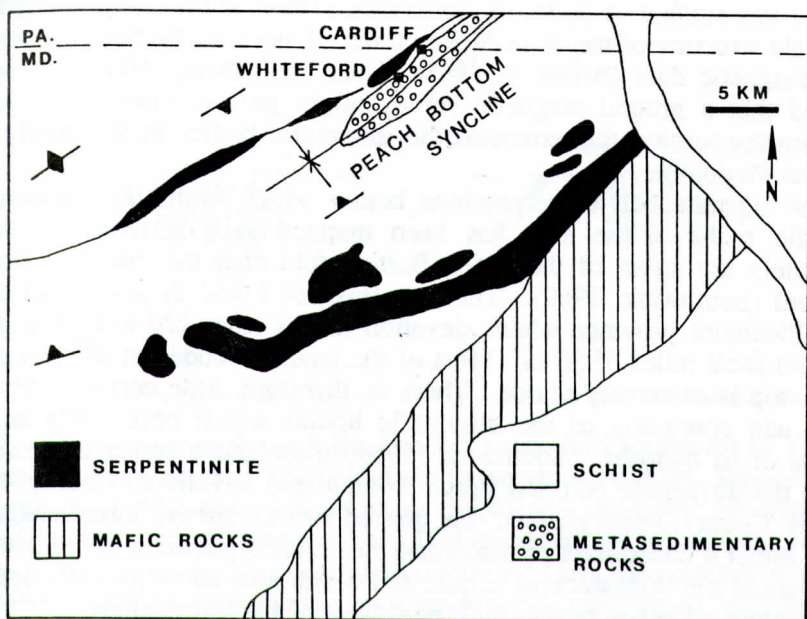 PA.
MD.
CARDIFF
WHITEFORD
PEACH BOTTOM
SYNCLINE
5 KM
N
SERPENTINITE
SCHIST
MAFIC ROCKS
METASEDIMENTARY
ROCKS